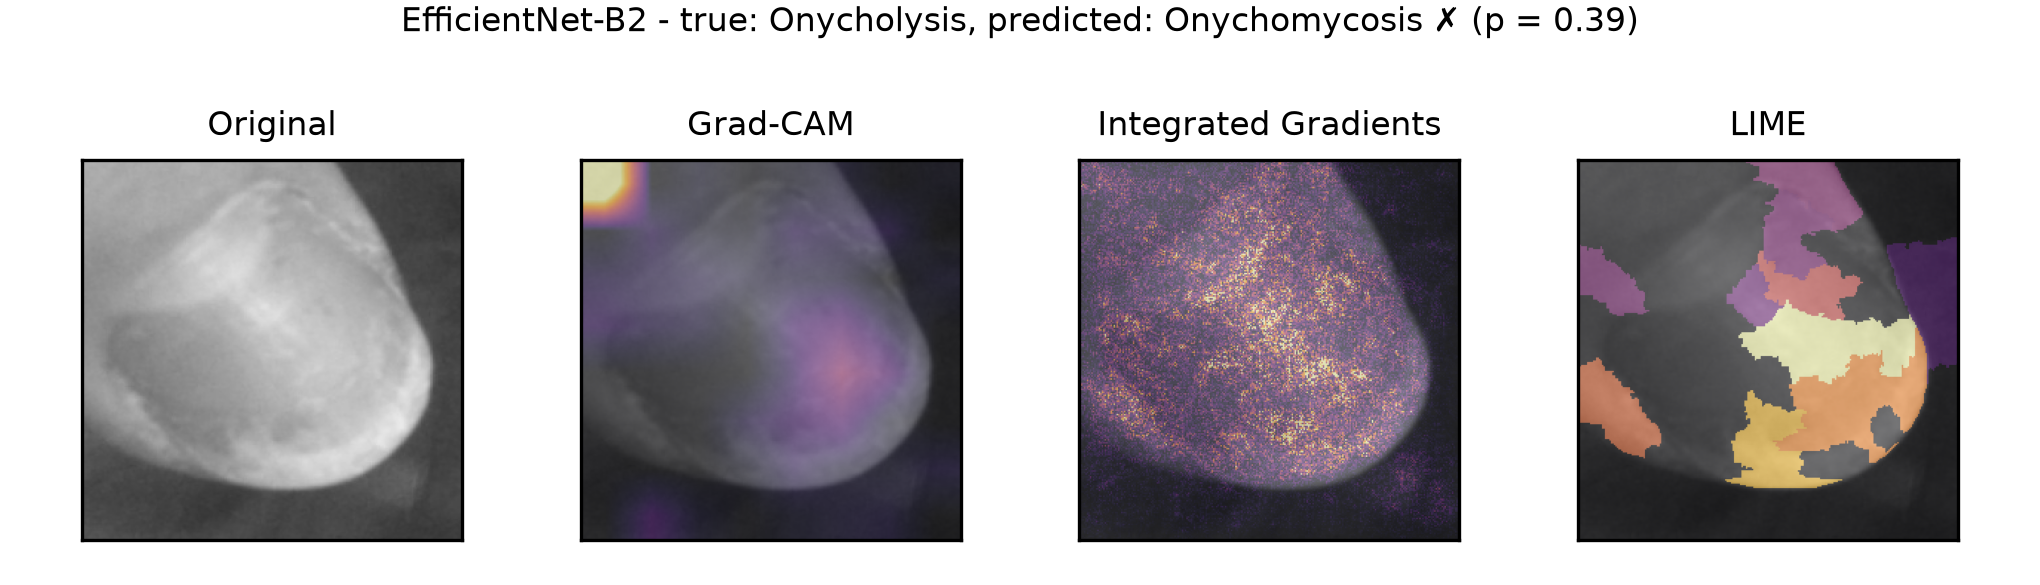 EfficientNet-B2 - true: Onycholysis, predicted: Onychomycosis ✗ (p = 0.39)
Original
Grad-CAM
Integrated Gradients
LIME